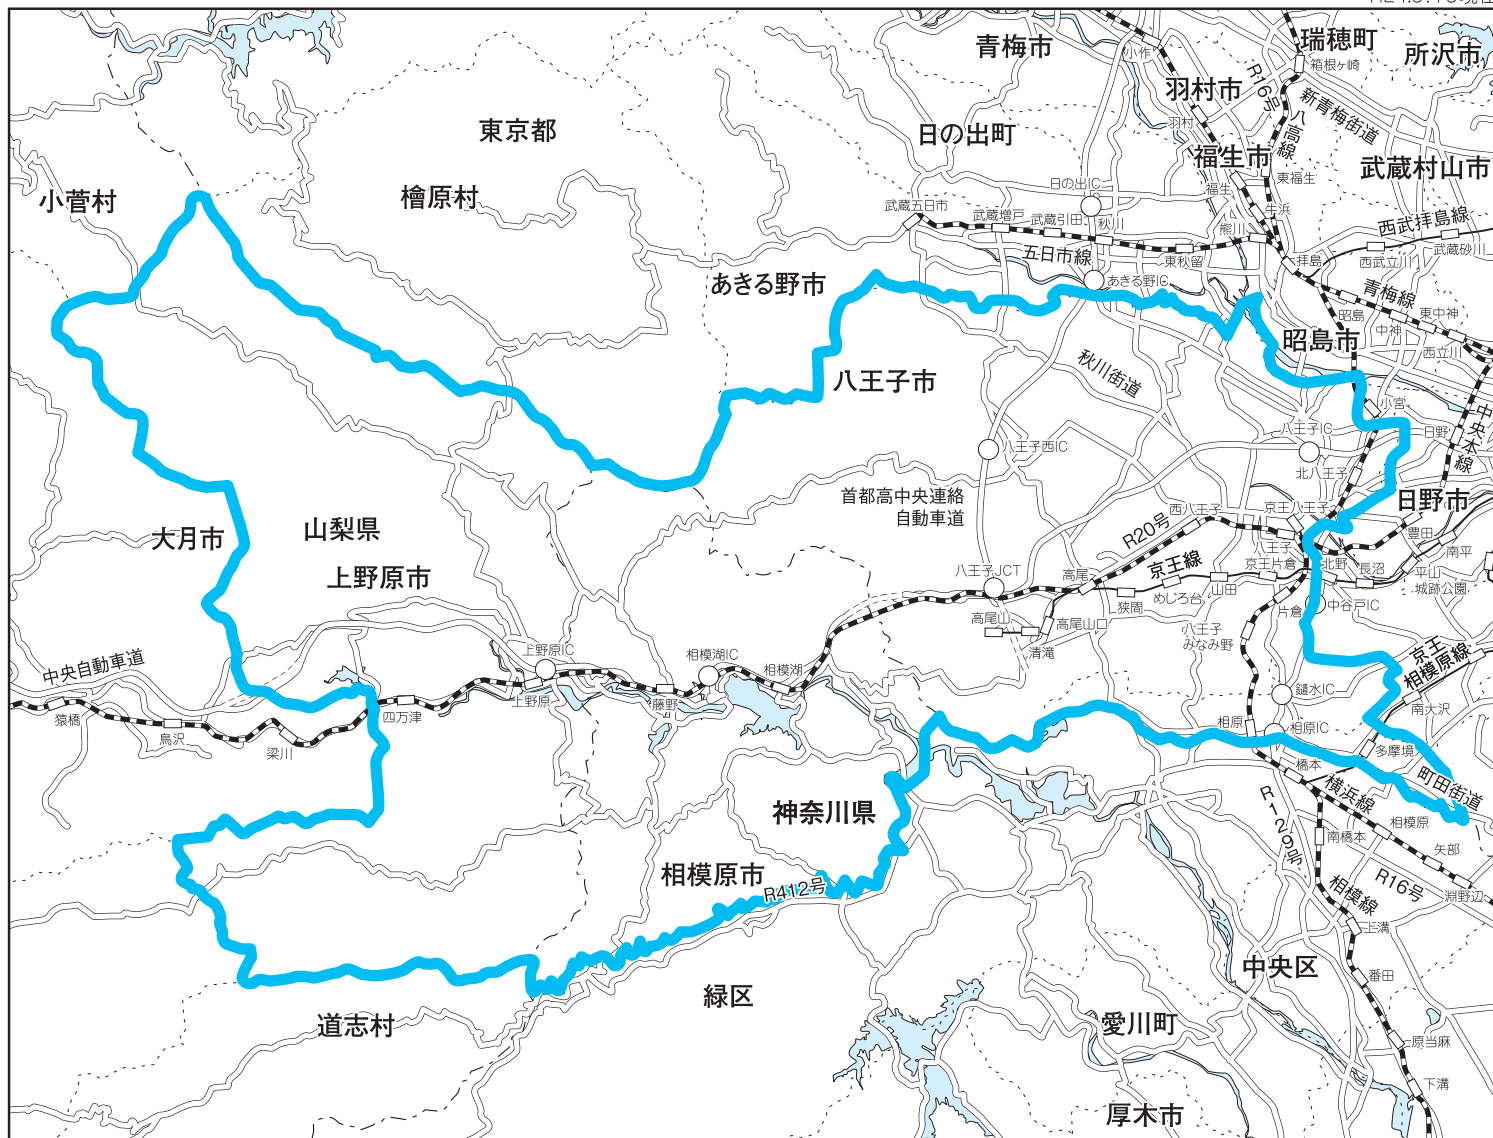 青梅市
小作
瑞穂町
箱根ヶ崎
所沢市
羽村市
R16号
八高線
新青梅街道
東京都
日の出町
羽村
福生市
武蔵村山市
小菅村
檜原村
日の出IC
福生
東福生
武蔵五日市
武蔵増戸
武蔵引田
秋川
牛浜
熊川
西武拝島線
武蔵砂川
五日市線
東秋留
拝島
西武立川
あきる野市
あきる野IC
青梅線
昭島
中神
東中神
昭島市
西立川
八王子市
秋川街道
小宮
中央本線
八王子IC
日野
八王子西IC
北八王子
首都高中央連絡
自動車道
日野市
大月市
山梨県
R20号
西八王子
京王八王子
豊田
上野原市
京王線
八王子
京王片倉
北野
長沼
南平
八王子JCT
高尾
平山
城跡公園
狭間
めじろ台
山田
片倉
中谷戸IC
高尾山
高尾山口
清滝
八王子
みなみ野
京王
相模原線
上野原IC
相模湖IC
相模湖
中央自動車道
鑓水IC
猿橋
鳥沢
梁川
四方津
上野原
藤野
相原
相原IC
南大沢
多摩境
橋本
横浜線
町田街道
神奈川県
R129号
相模原
南橋本
矢部
相模原市
R412号
相模線
R16号
淵野辺
上溝
中央区
番田
緑区
道志村
愛川町
原当麻
下溝
厚木市